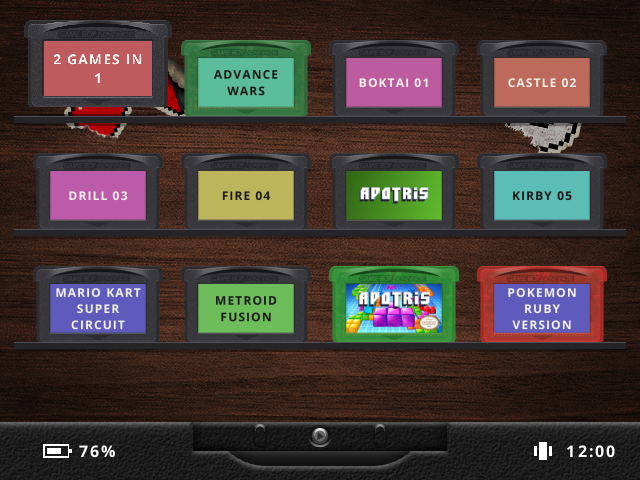 2 GAMES IN
1
ADVANCE
WARS
BOKTAI 01
CASTLE 02
DRILL 03
FIRE 04
APOTRIS
KIRBY 05
MARIO KART
SUPER
CIRCUIT
METROID
FUSION
APOTRIS
POKEMON
RUBY
VERSION
76%
12:00